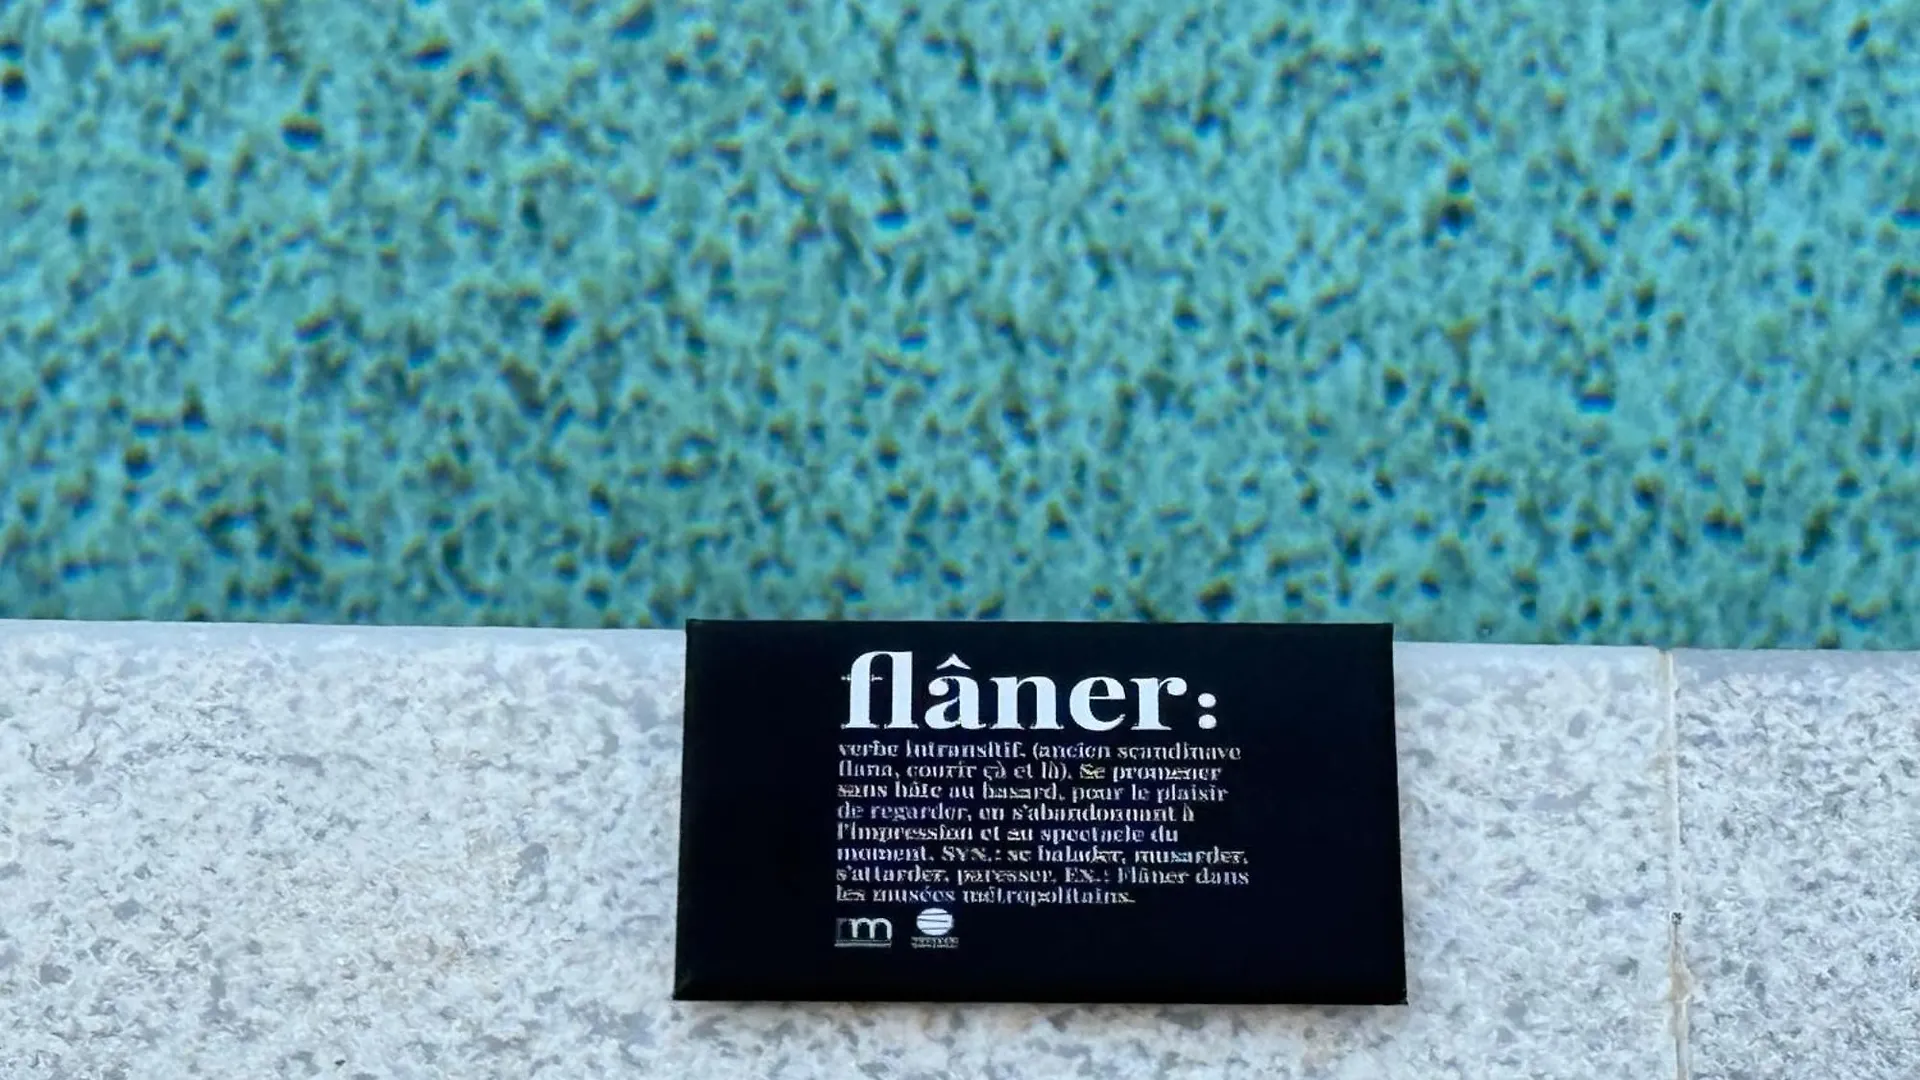 flâner:
verbe intransitif. (ancien scandinave
flana, courir çà et là). Se promener
sans hâte au hasard, pour le plaisir
de regarder, en s'abandonnant à
l'impression et au spectacle du
moment. SYN.: se balader, musarder,
s'attarder, paresser. EX.: Flâner dans
les musées métropolitains.
rm